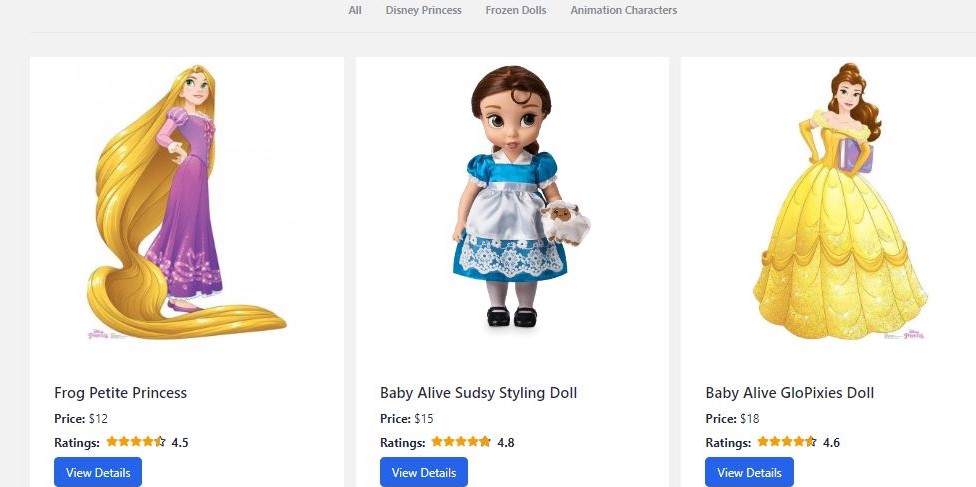 All Disney Princess Frozen Dolls Animation Characters
Frog Petite Princess
Price: $12
Ratings: 4.5
View Details
Baby Alive Sudsy Styling Doll
Price: $15
Ratings: 4.8
View Details
Baby Alive GloPixies Doll
Price: $18
Ratings: 4.6
View Details